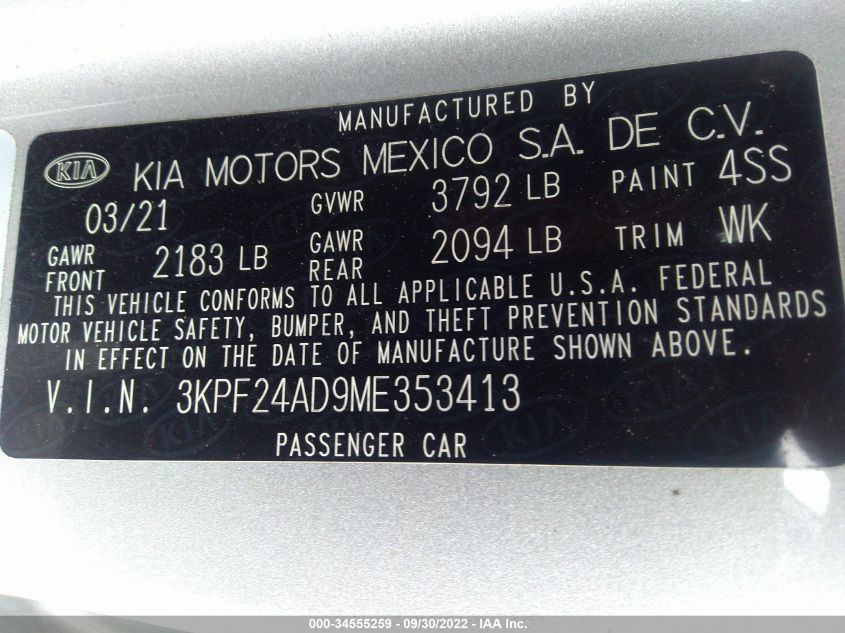 MANUFACTURED BY
KIA KIA MOTORS MEXICO S.A. DE C.V.
03/21 GVWR 3792 LB PAINT 4SS
GAWR FRONT 2183 LB GAWR REAR 2094 LB TRIM WK
THIS VEHICLE CONFORMS TO ALL APPLICABLE U.S.A. FEDERAL
MOTOR VEHICLE SAFETY, BUMPER, AND THEFT PREVENTION STANDARDS
IN EFFECT ON THE DATE OF MANUFACTURE SHOWN ABOVE.
V.I.N. 3KPF24AD9ME353413
PASSENGER CAR
000-34555259 - 09/30/2022 - IAA Inc.